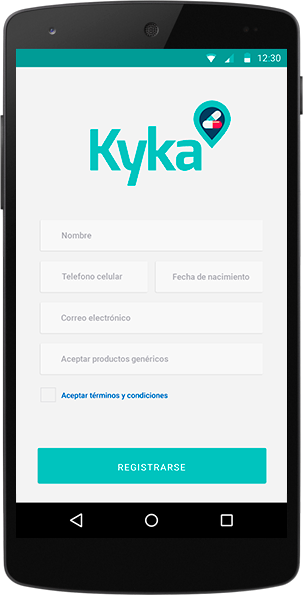 12:30
Kyka
Nombre
Telefono celular
Fecha de nacimiento
Correo electrónico
Aceptar productos genéricos
Aceptar términos y condiciones
REGISTRARSE